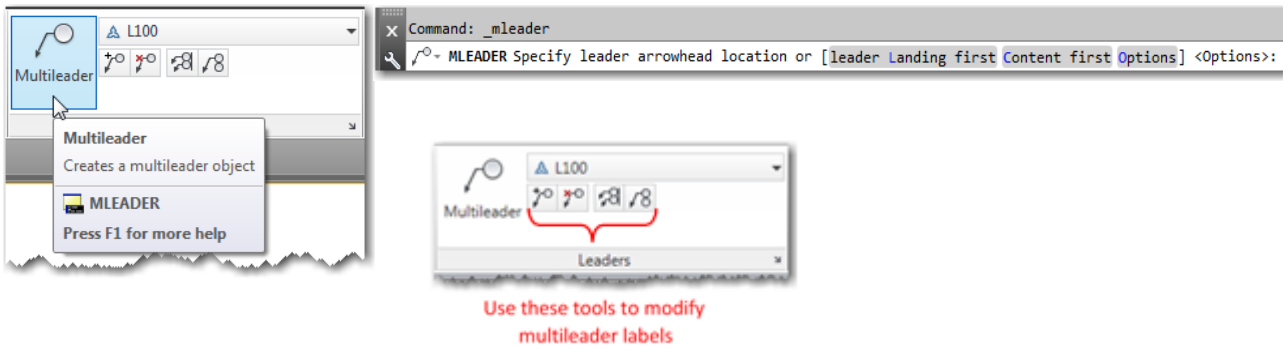 L100
Multileader
Multileader
Creates a multileader object
MLEADER
Press F1 for more help
Command: _mleader
MLEADER Specify leader arrowhead location or [leader Landing first Content first Options] <Options>:
L100
Multileader
Leaders
Use these tools to modify
multileader labels